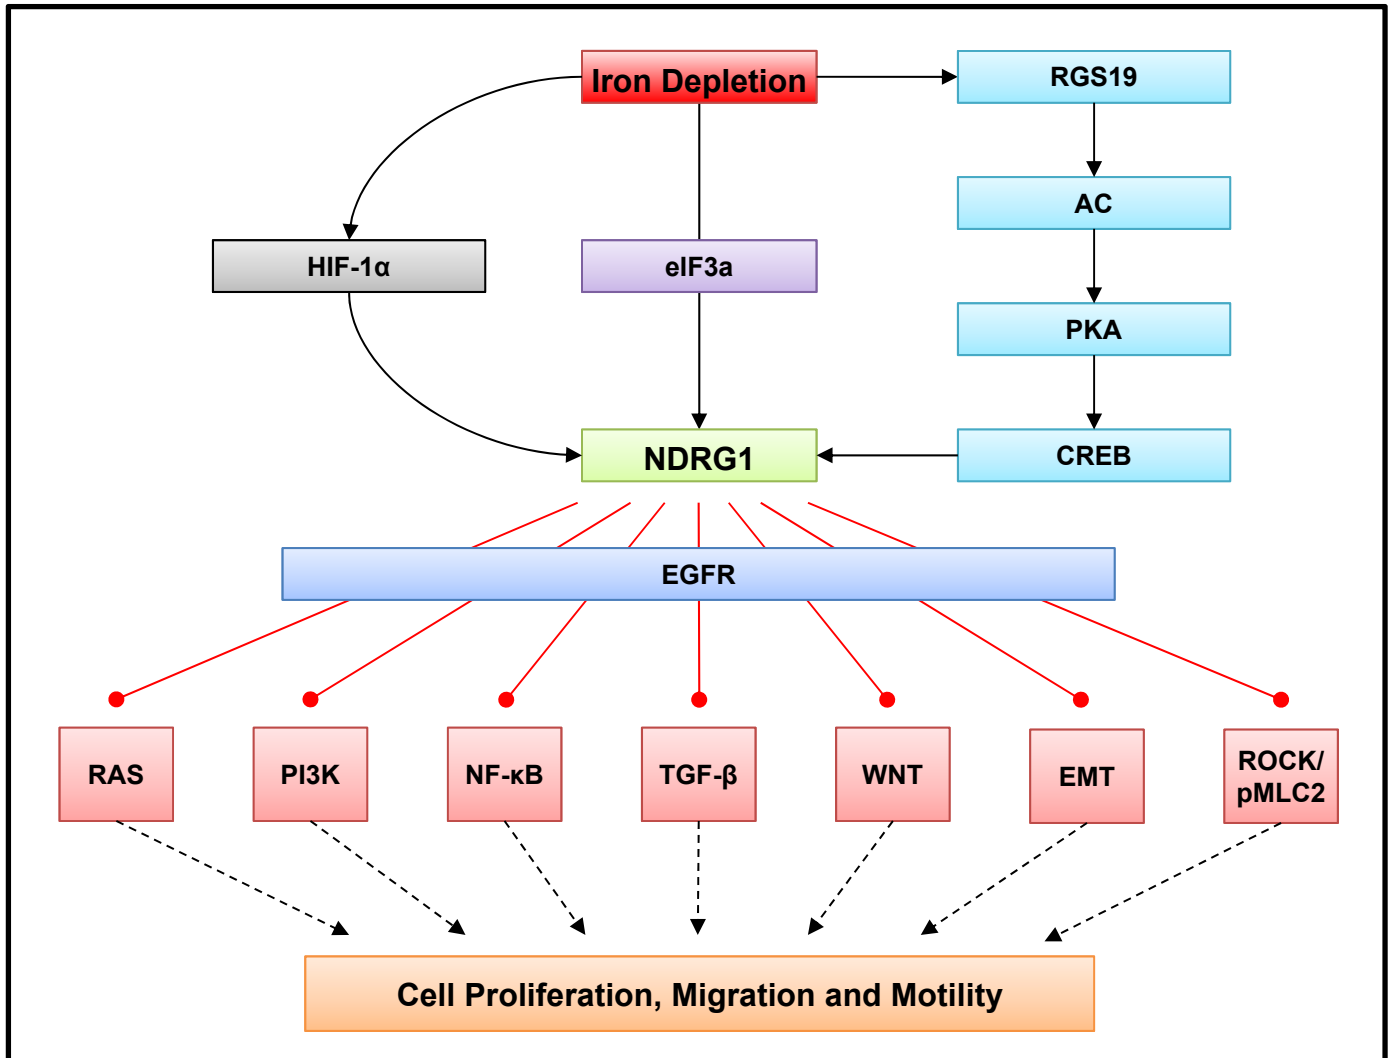 Iron Depletion
RGS19
AC
HIF-1α
eIF3a
PKA
NDRG1
CREB
EGFR
RAS
PI3K
NF-κB
TGF-β
WNT
EMT
ROCK/
pMLC2
Cell Proliferation, Migration and Motility